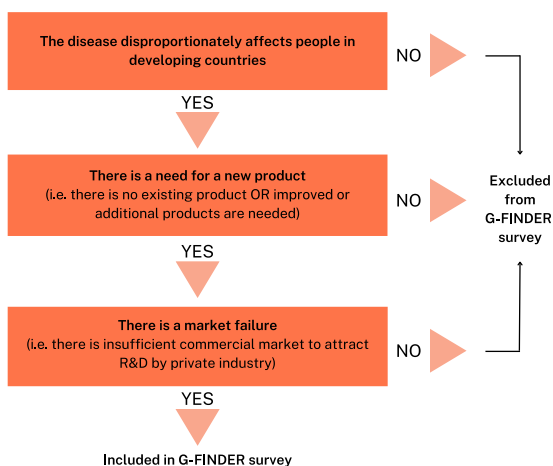 The disease disproportionately affects people in
developing countries
NO
YES
There is a need for a new product
(i.e. there is no existing product OR improved or
additional products are needed)
NO
Excluded
from
G-FINDER
survey
YES
There is a market failure
(i.e. there is insufficient commercial market to attract
R&D by private industry)
NO
YES
Included in G-FINDER survey